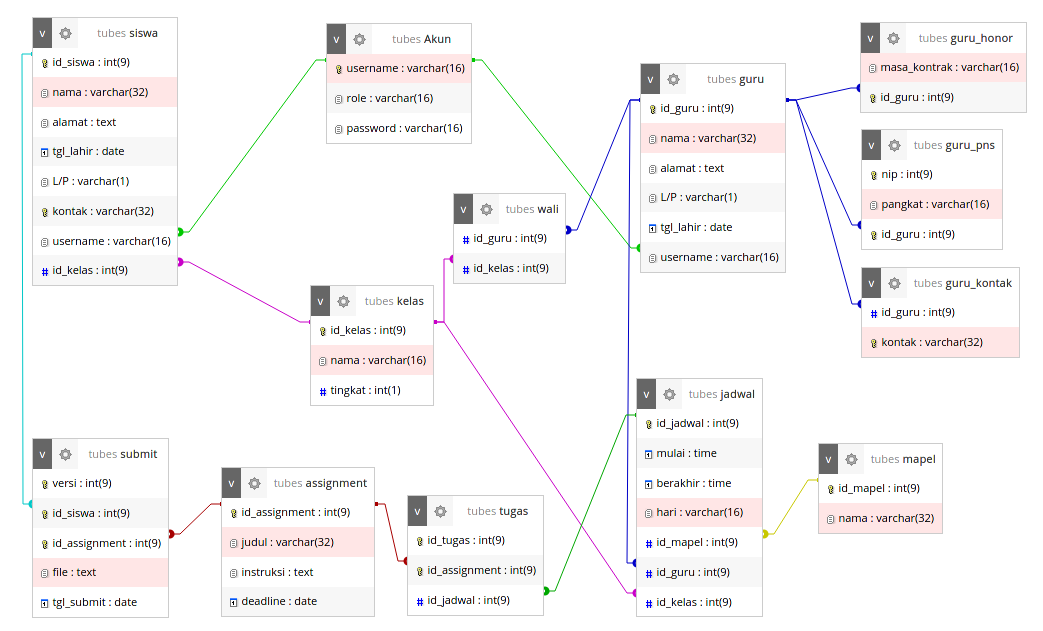 v tubes siswa
id_siswa : int(9)
nama : varchar(32)
alamat : text
tgl_lahir : date
L/P : varchar(1)
kontak : varchar(32)
username : varchar(16)
id_kelas : int(9)
v tubes Akun
username : varchar(16)
role : varchar(16)
password : varchar(16)
v tubes guru
id_guru : int(9)
nama : varchar(32)
alamat : text
L/P : varchar(1)
tgl_lahir : date
username : varchar(16)
v tubes guru_honor
masa_kontrak : varchar(16)
id_guru : int(9)
v tubes guru_pns
nip : int(9)
pangkat : varchar(16)
id_guru : int(9)
v tubes wali
# id_guru : int(9)
# id_kelas : int(9)
v tubes guru_kontak
# id_guru : int(9)
kontak : varchar(32)
v tubes kelas
id_kelas : int(9)
nama : varchar(16)
# tingkat : int(1)
v tubes submit
versi : int(9)
id_siswa : int(9)
id_assignment : int(9)
file : text
tgl_submit : date
v tubes assignment
id_assignment : int(9)
judul : varchar(32)
instruksi : text
deadline : date
v tubes tugas
id_tugas : int(9)
id_assignment : int(9)
# id_jadwal : int(9)
v tubes jadwal
id_jadwal : int(9)
mulai : time
berakhir : time
hari : varchar(16)
# id_mapel : int(9)
# id_guru : int(9)
# id_kelas : int(9)
v tubes mapel
id_mapel : int(9)
nama : varchar(32)